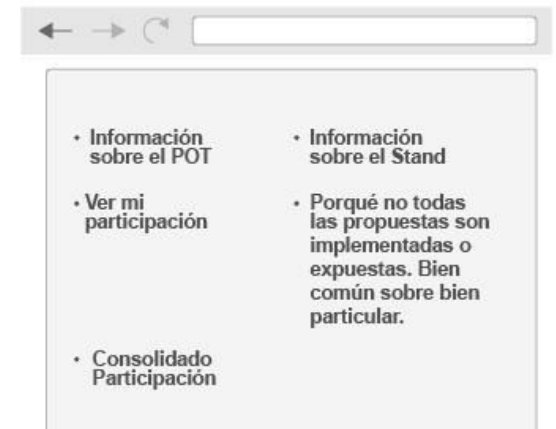 • Información
sobre el POT
• Ver mi
participación
• Consolidado
Participación
• Información
sobre el Stand
• Porqué no todas
las propuestas son
implementadas o
expuestas. Bien
común sobre bien
particular.